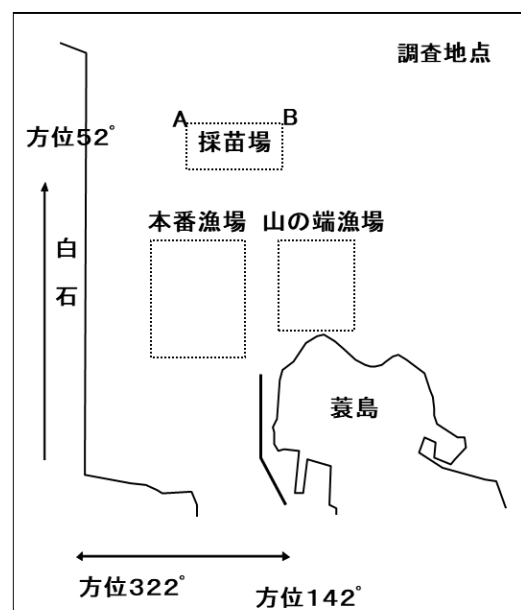 調査地点
A
B
採苗場
方位52°
本番漁場
山の端漁場
白石
蓑島
方位322°
方位142°